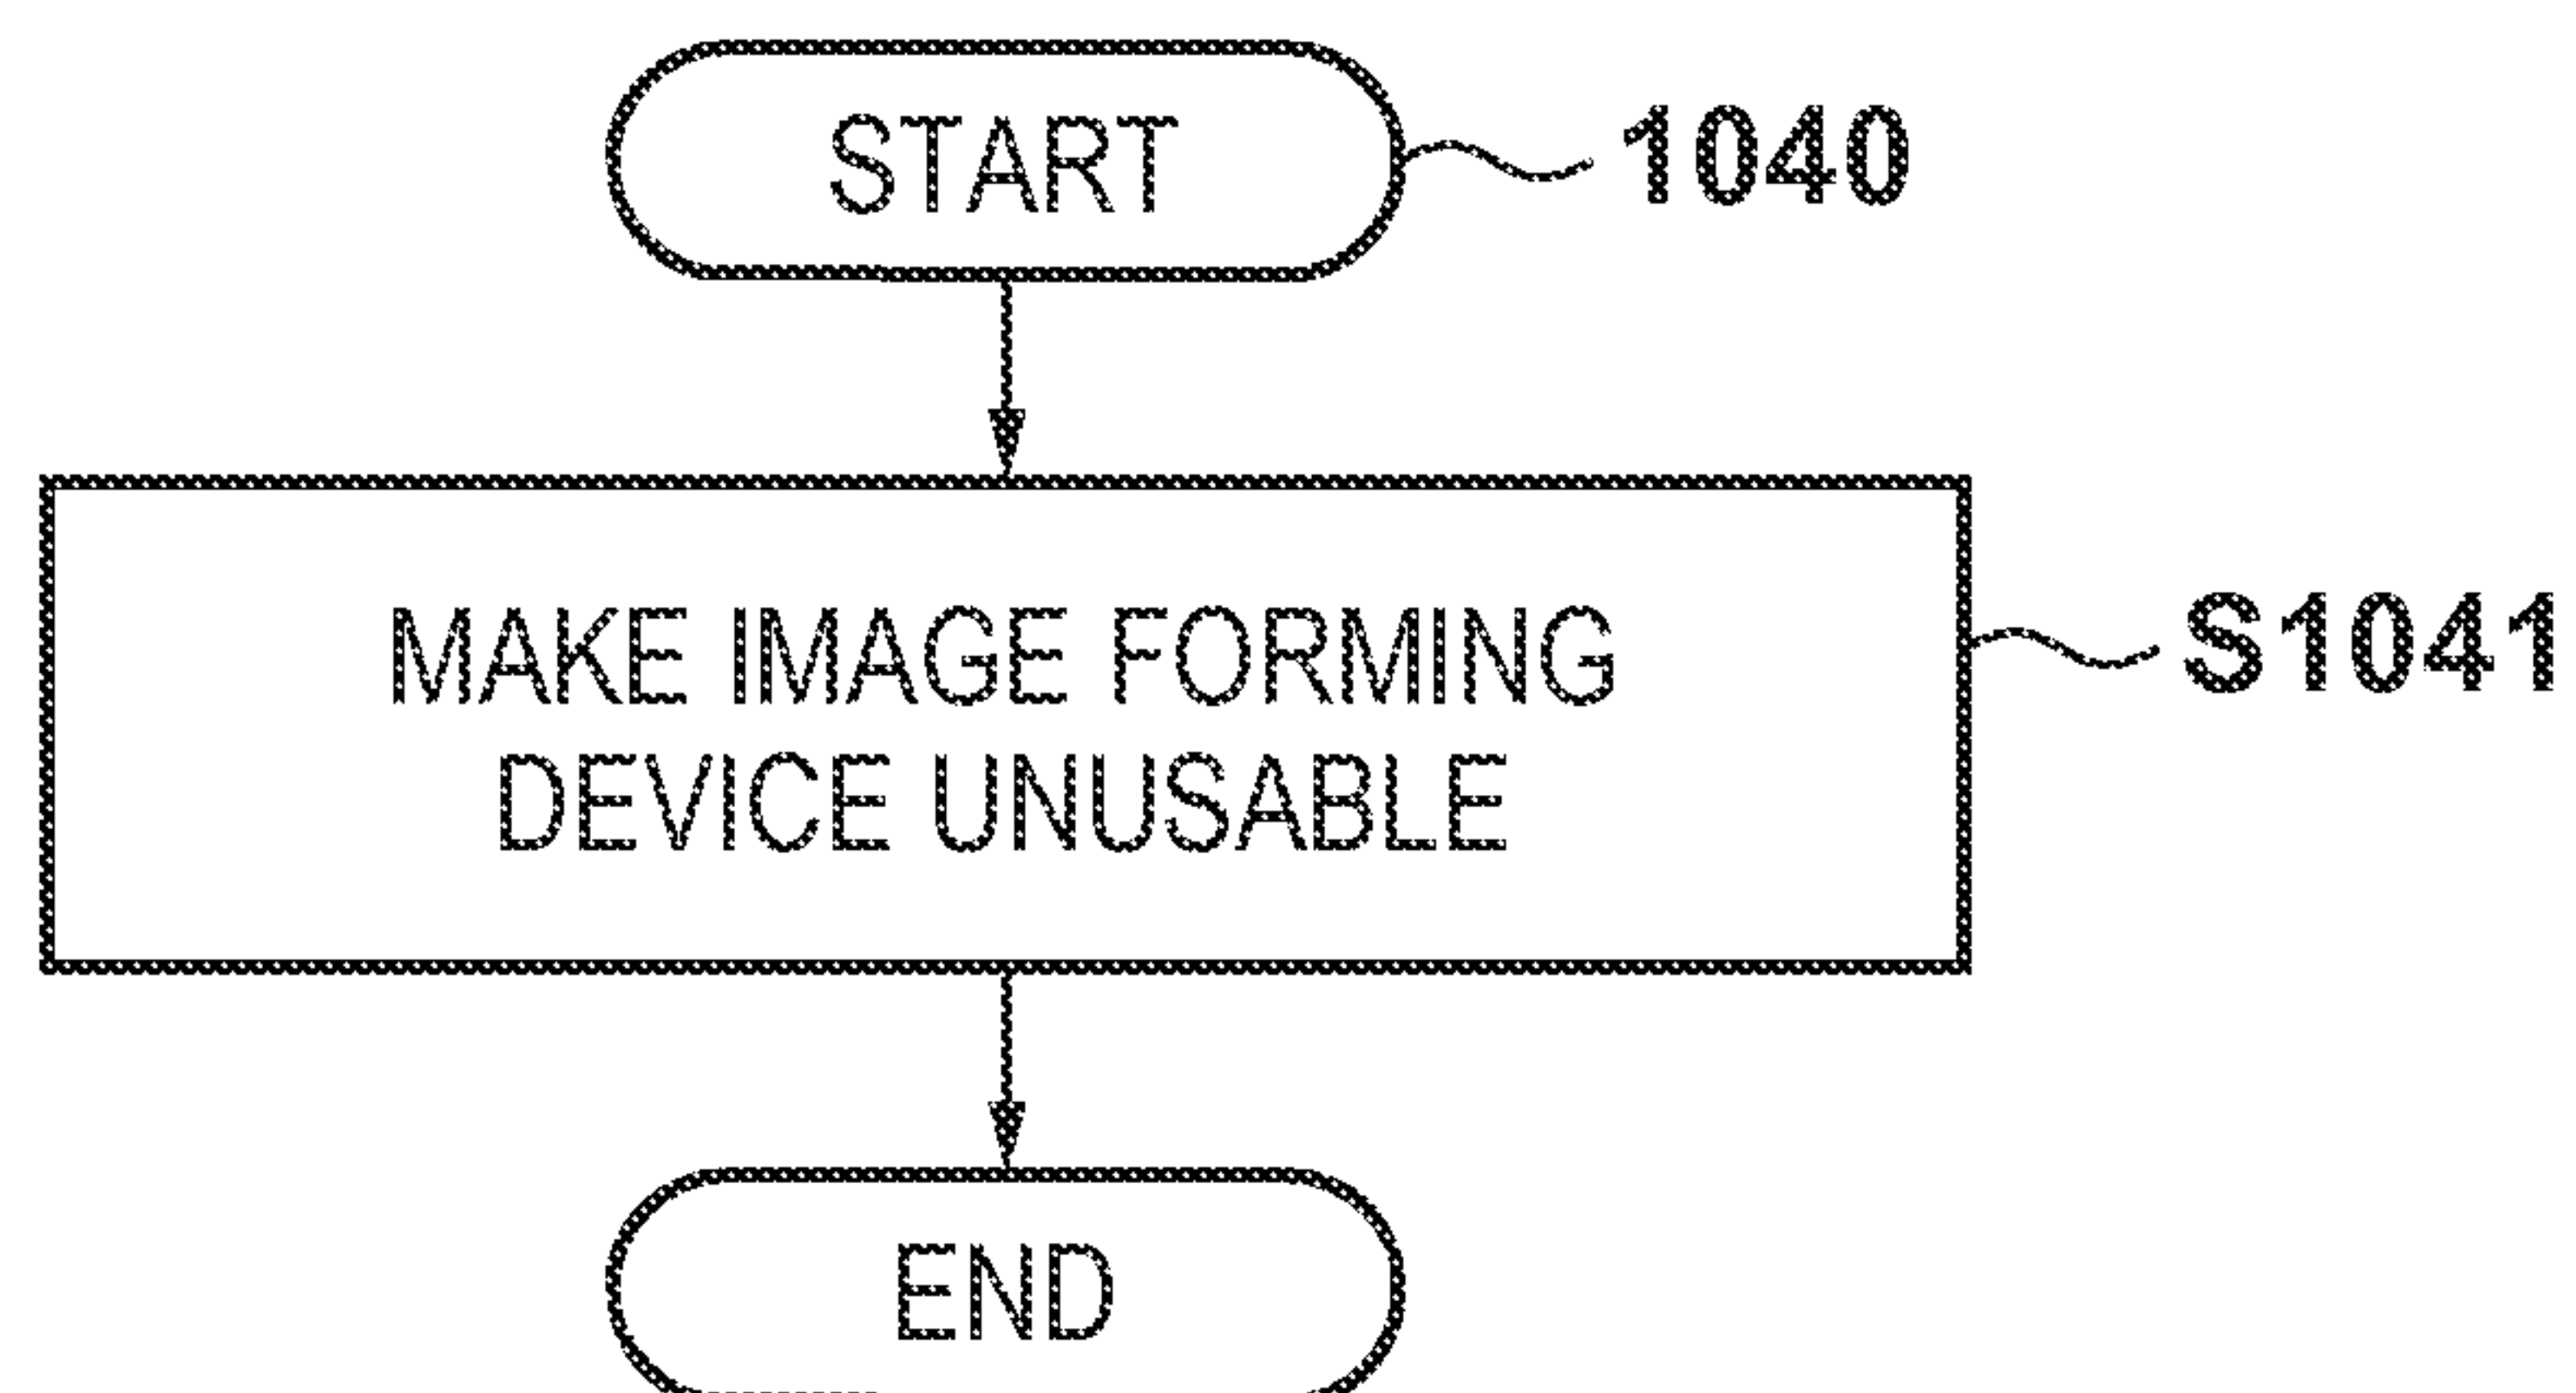 START
1040
MAKE IMAGE FORMING
DEVICE UNUSABLE
S1041
END